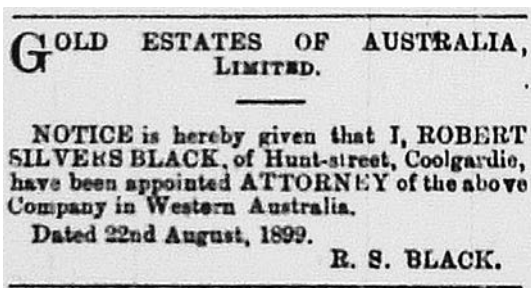 GOLD ESTATES OF AUSTRALIA,
LIMITED.
NOTICE is hereby given that I, ROBERT
SILVERS BLACK, of Hunt-street, Coolgardie,
have been appointed ATTORNEY of the above
Company in Western Australia.
Dated 22nd August, 1899.
R. S. BLACK.